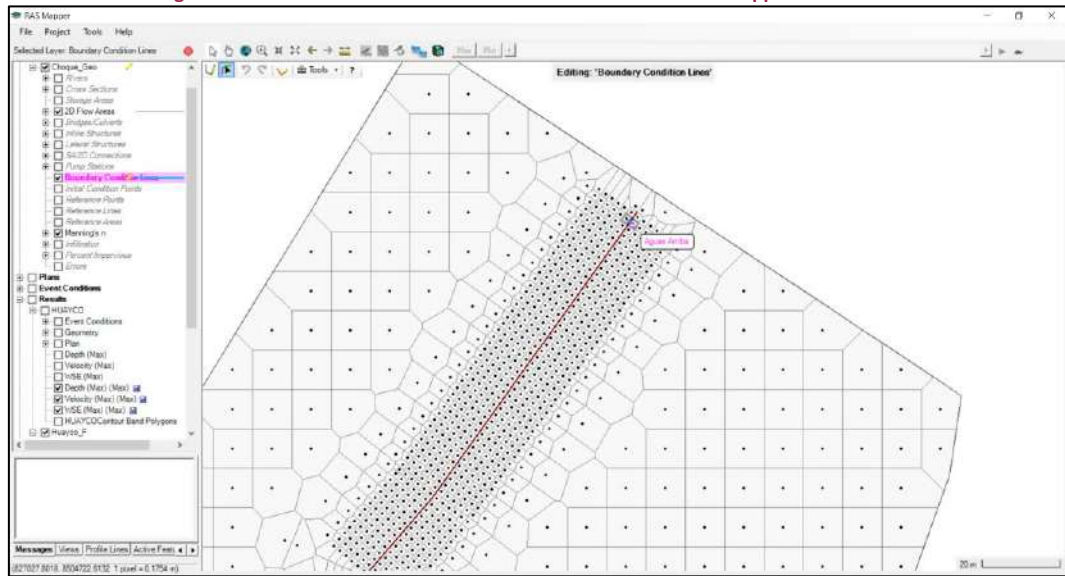 RAS Mapper
File Project Tools Help
Selected Layer: Boundary Condition Lines
Tools
?
Editing: 'Boundary Condition Lines'
Choque_Geo
Rivers
Cross Sections
Storage Areas
2D Flow Areas
Bridges/Culverts
Inline Structures
Lateral Structures
SA/2D Connections
Pump Stations
Boundary Condition Lines
Initial Condition Points
Reference Points
Reference Lines
Reference Areas
Manning's n
Infiltration
Percent Impervious
Errors
Plans
Event Conditions
Results
HUAYCO
Event Conditions
Geometry
Plan
Depth (Max)
Velocity (Max)
WSE (Max)
Depth (Max) (Max)
Velocity (Max) (Max)
WSE (Max) (Max)
HUAYCOContour Band Polygons
Huayco_F
Aguas Arriba
Messages Views Profile Lines Active Feat
20 m